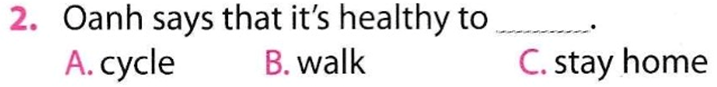 2. Oanh says that it's healthy to ________.
A. cycle B. walk C. stay home